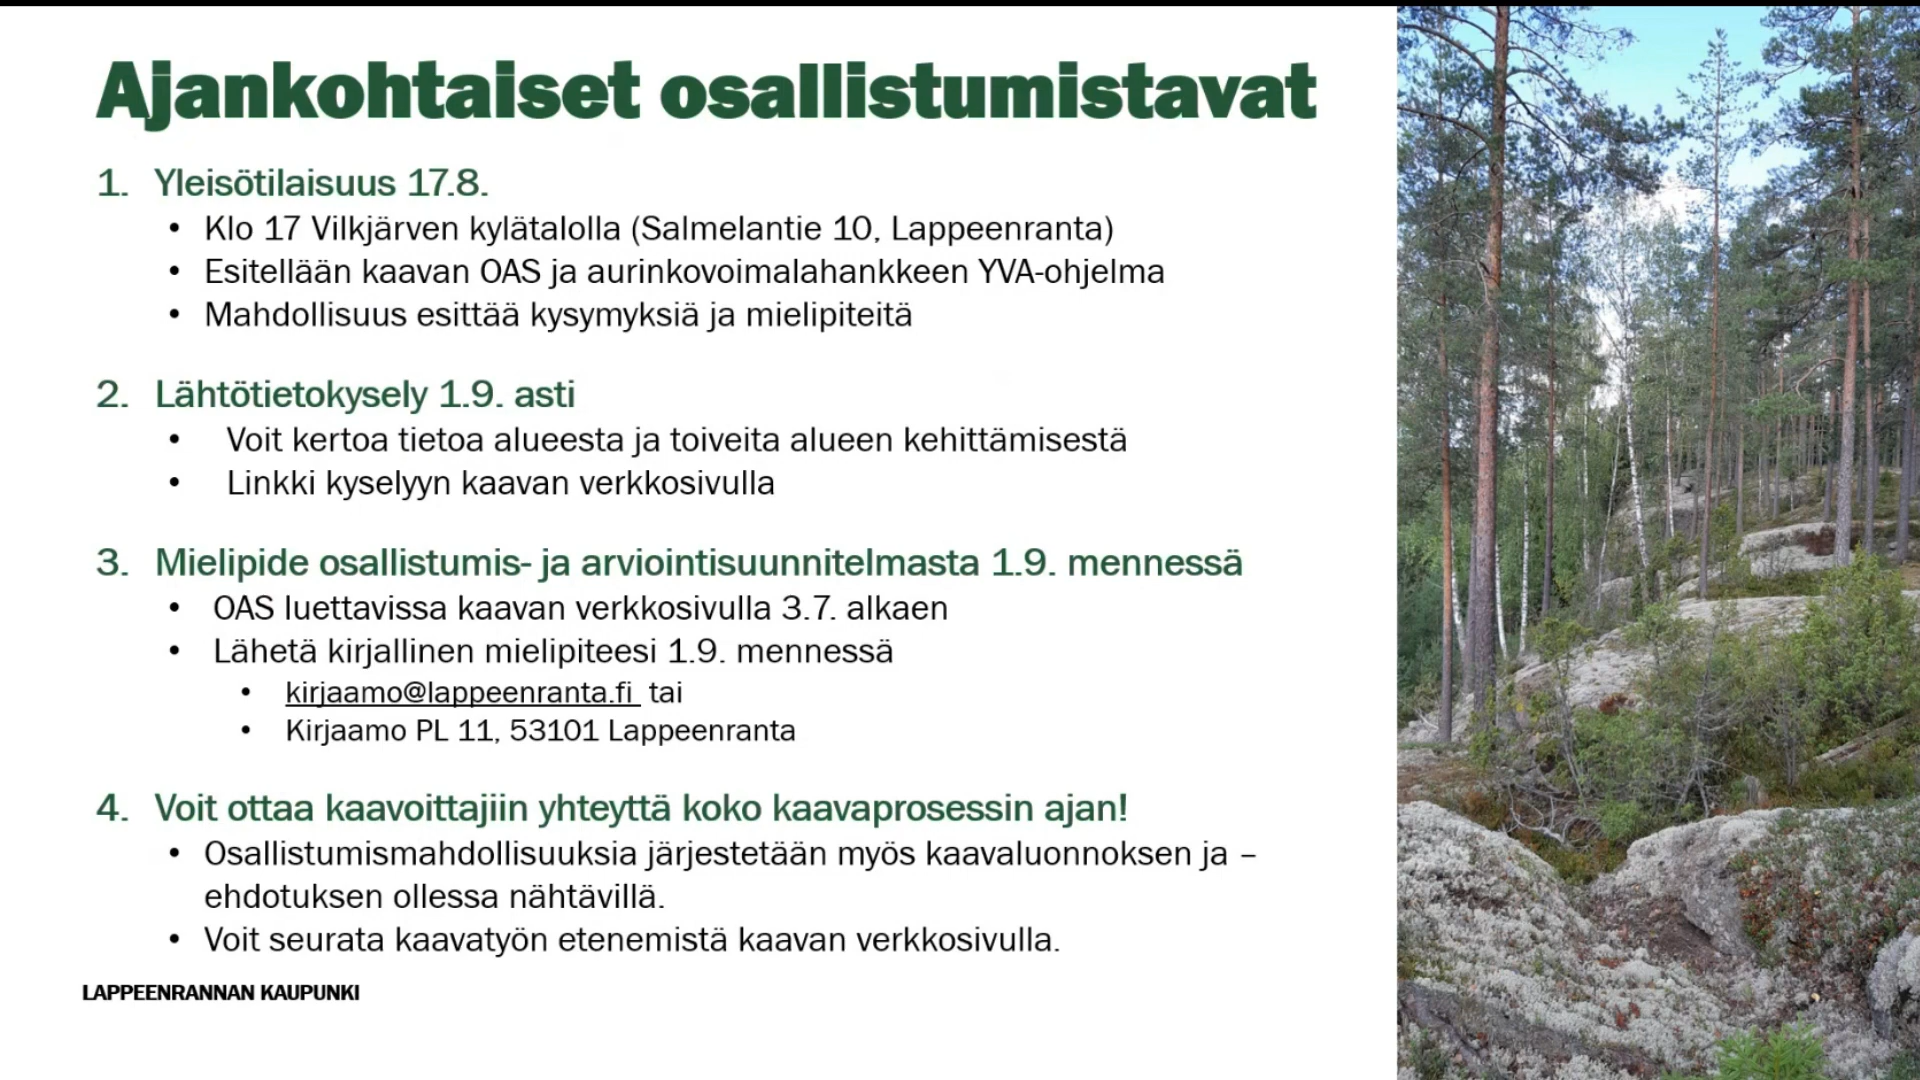 Ajankohtaiset osallistumistavat
1. Yleisötilaisuus 17.8.
• Klo 17 Vilkjärven kylätalolla (Salmelantie 10, Lappeenranta)
• Esitellään kaavan OAS ja aurinkovoimalahankkeen YVA-ohjelma
• Mahdollisuus esittää kysymyksiä ja mielipiteitä
2. Lähtötietokysely 1.9. asti
• Voit kertoa tietoa alueesta ja toiveita alueen kehittämisestä
• Linkki kyselyyn kaavan verkkosivulla
3. Mielipide osallistumis- ja arviointisuunnitelmasta 1.9. mennessä
• OAS luettavissa kaavan verkkosivulla 3.7. alkaen
• Lähetä kirjallinen mielipiteesi 1.9. mennessä
• kirjaamo@lappeenranta.fi tai
• Kirjaamo PL 11, 53101 Lappeenranta
4. Voit ottaa kaavoittajiin yhteyttä koko kaavaprosessin ajan!
• Osallistumismahdollisuuksia järjestetään myös kaavaluonnoksen ja –
ehdotuksen ollessa nähtävillä.
• Voit seurata kaavatyön etenemistä kaavan verkkosivulla.
LAPPEENRANNAN KAUPUNKI